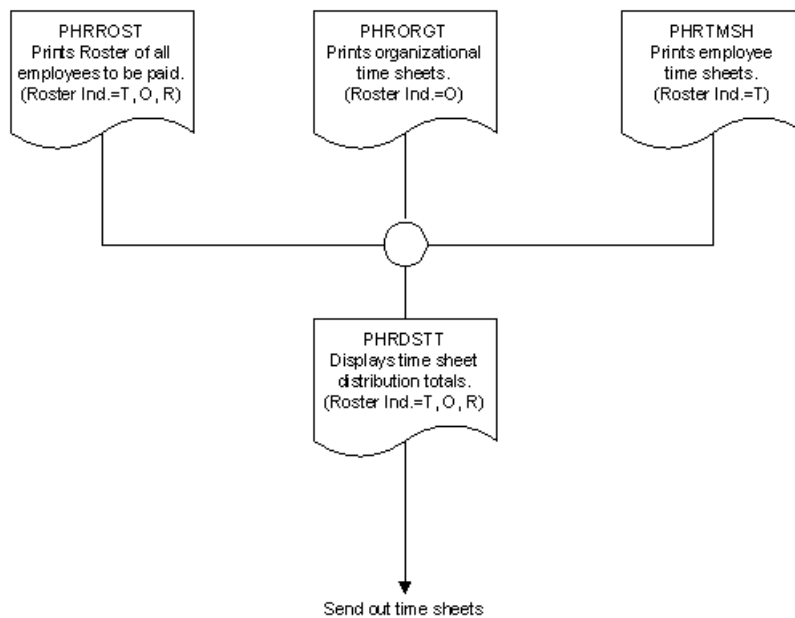 PHRROST
Prints Roster of all
employees to be paid.
(Roster Ind.=T, O, R)
PHRORGT
Prints organizational
time sheets.
(Roster Ind.=O)
PHRTMSH
Prints employee
time sheets.
(Roster Ind.=T)
PHRDSTT
Displays time sheet
distribution totals.
(Roster Ind.=T, O, R)
Send out time sheets